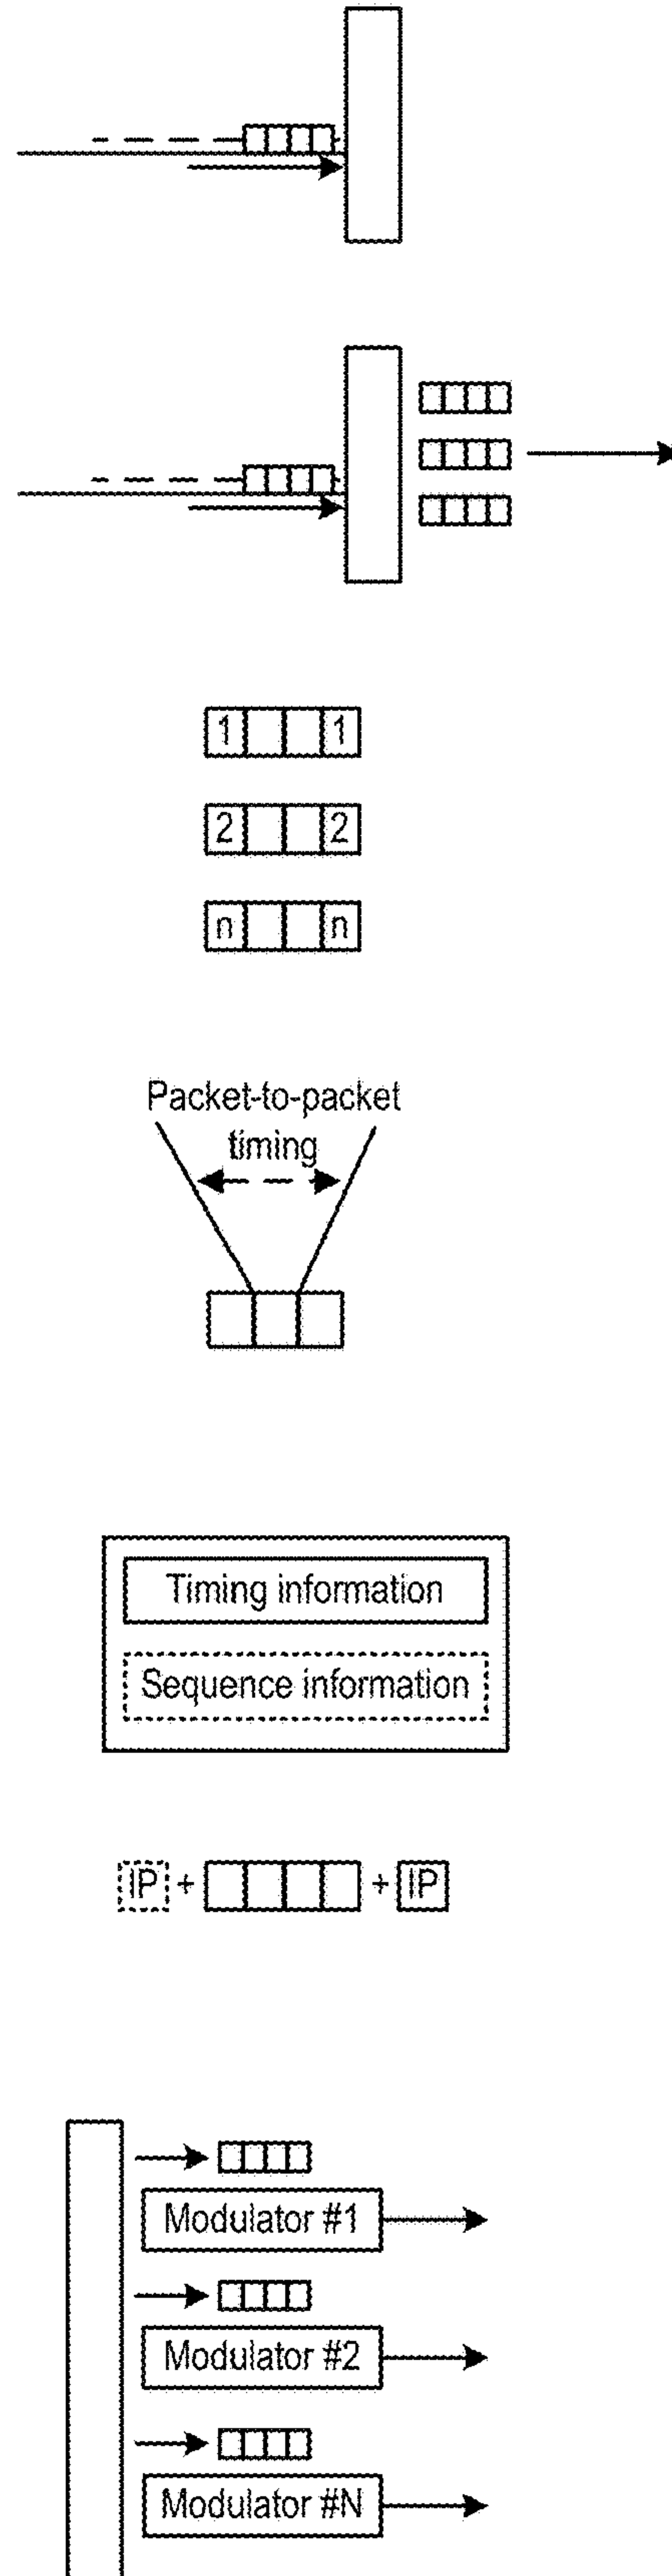 1 1
2 2
n n
Packet-to-packet
timing
Timing information
Sequence information
IP + + IP
Modulator #1
Modulator #2
Modulator #N